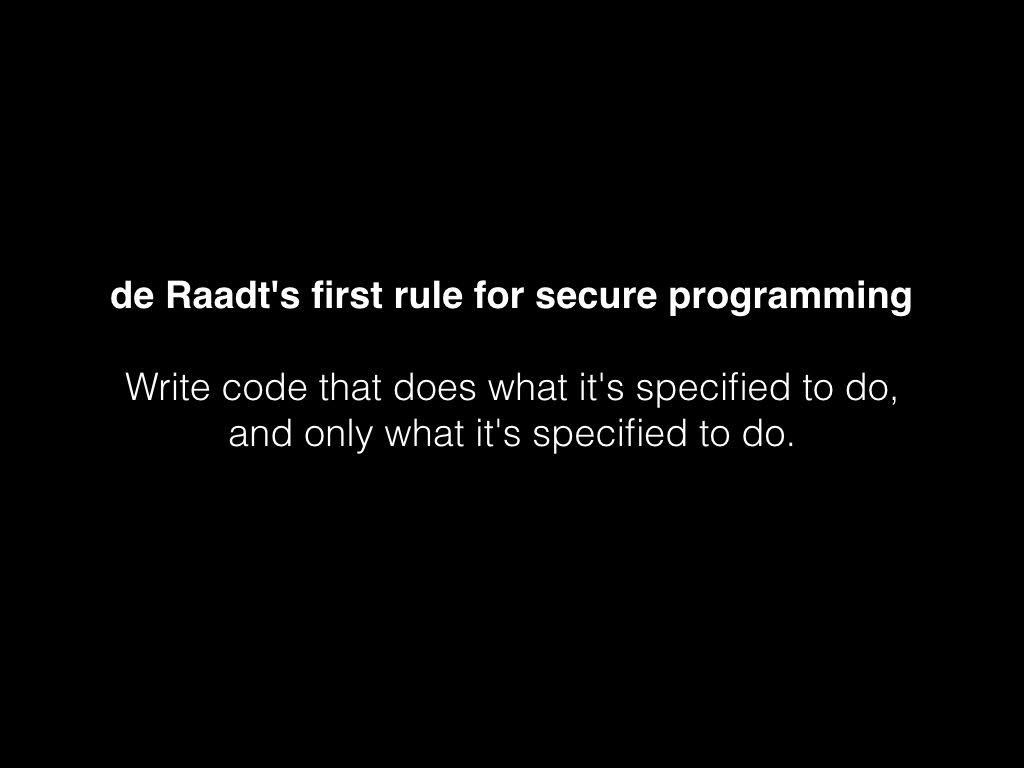 de Raadt's first rule for secure programming
Write code that does what it's specified to do,
and only what it's specified to do.